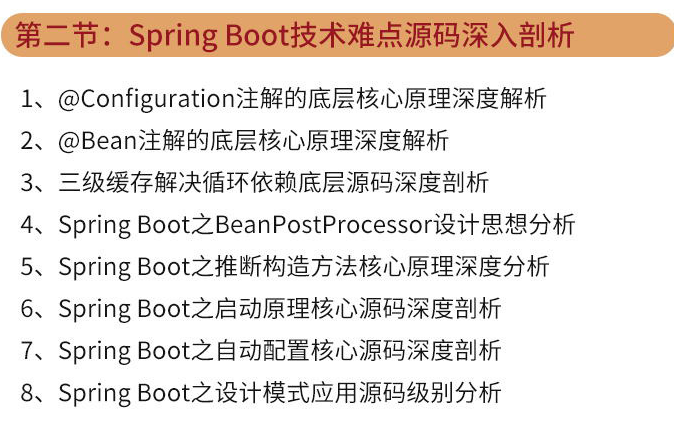 第二节：Spring Boot技术难点源码深入剖析
1、@Configuration注解的底层核心原理深度解析
2、@Bean注解的底层核心原理深度解析
3、三级缓存解决循环依赖底层源码深度剖析
4、Spring Boot之BeanPostProcessor设计思想分析
5、Spring Boot之推断构造方法核心原理深度分析
6、Spring Boot之启动原理核心源码深度剖析
7、Spring Boot之自动配置核心源码深度剖析
8、Spring Boot之设计模式应用源码级别分析